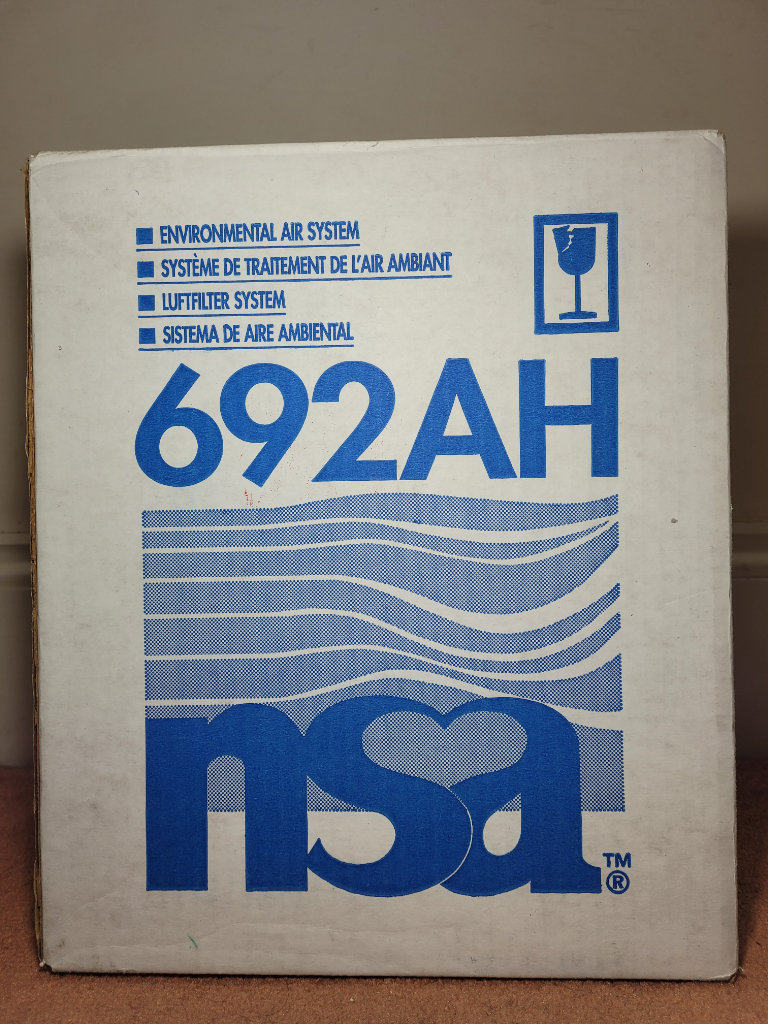 ENVIRONMENTAL AIR SYSTEM
SYSTÈME DE TRAITEMENT DE L'AIR AMBIANT
LUFTFILTER SYSTEM
SISTEMA DE AIRE AMBIENTAL
692AH
nsa
TM
®